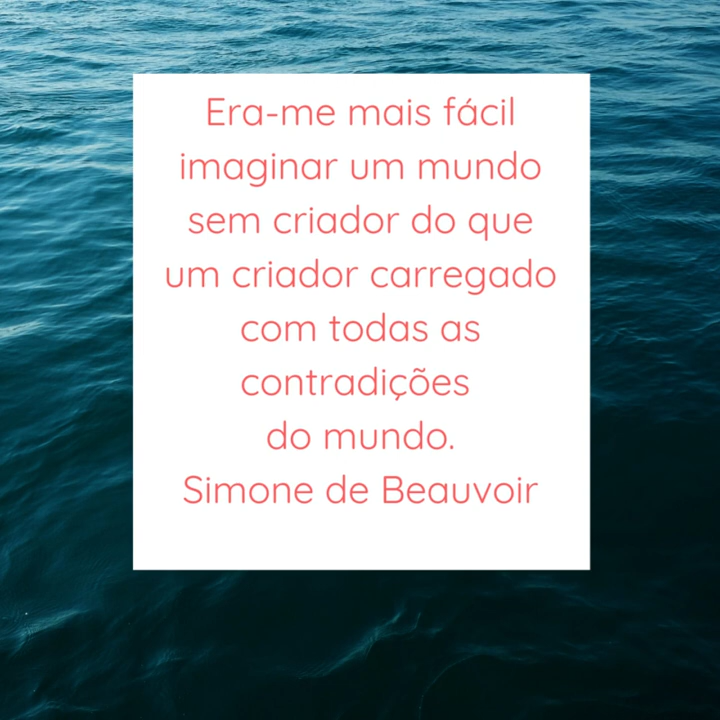 Era-me mais fácil
imaginar um mundo
sem criador do que
um criador carregado
com todas as
contradições
do mundo.
Simone de Beauvoir